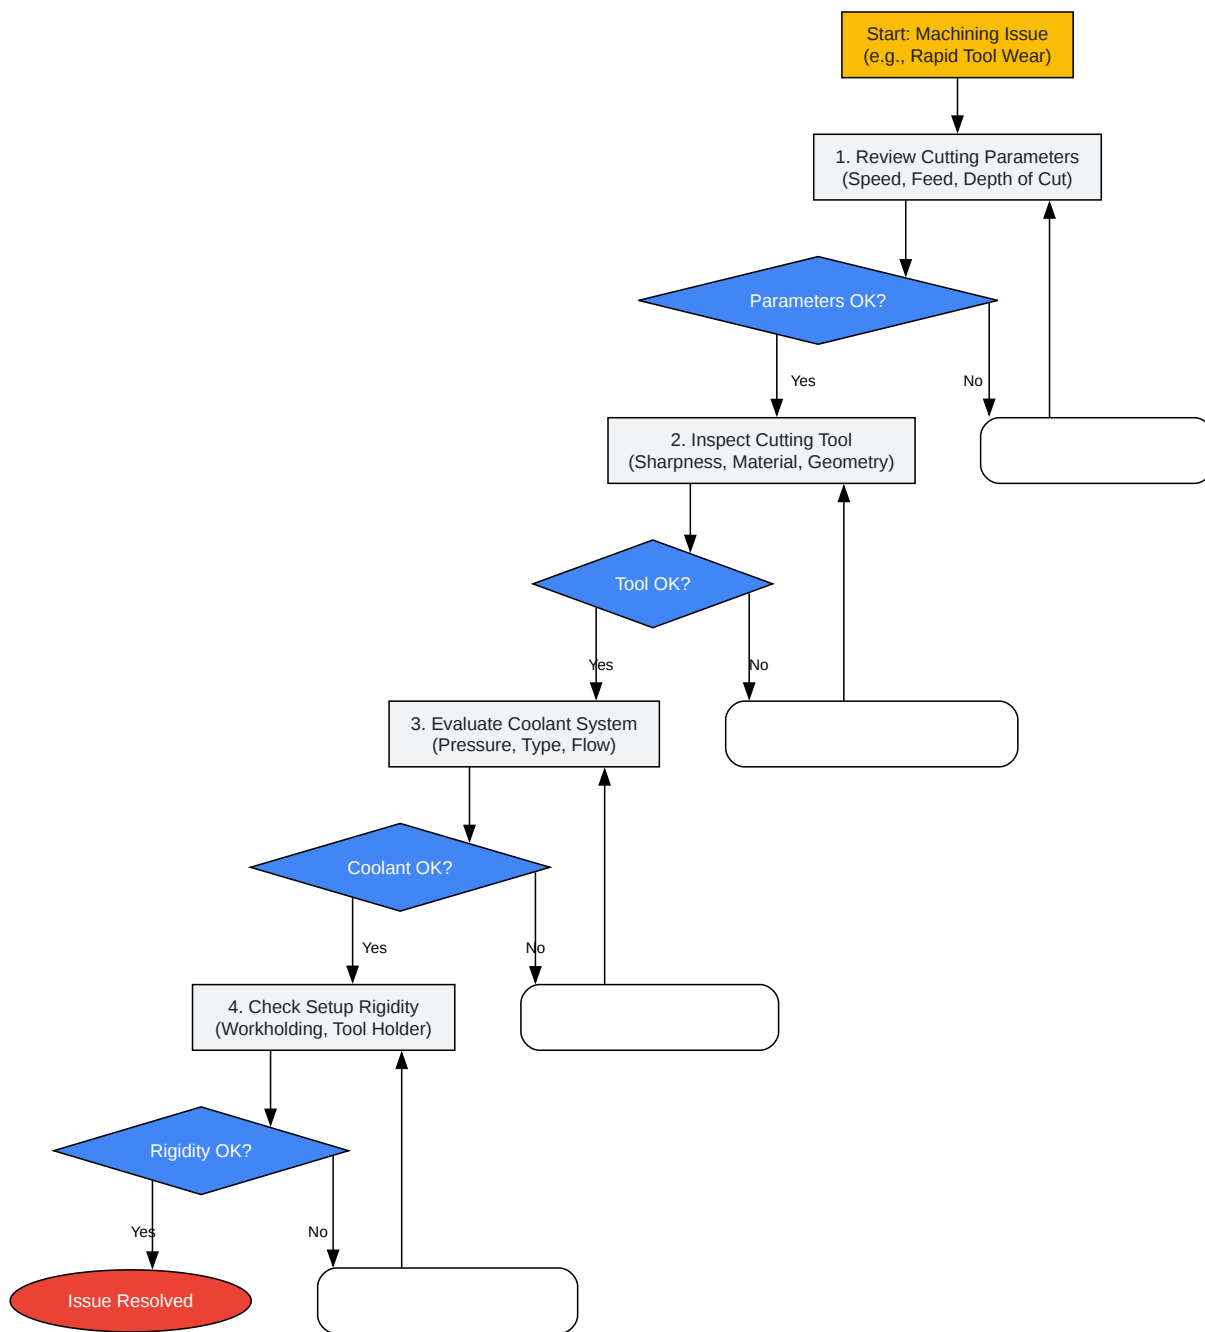 Start: Machining Issue
(e.g., Rapid Tool Wear)
1. Review Cutting Parameters
(Speed, Feed, Depth of Cut)
Parameters OK?
Yes
No
2. Inspect Cutting Tool
(Sharpness, Material, Geometry)
Tool OK?
Yes
No
3. Evaluate Coolant System
(Pressure, Type, Flow)
Coolant OK?
Yes
No
4. Check Setup Rigidity
(Workholding, Tool Holder)
Rigidity OK?
Yes
No
Issue Resolved